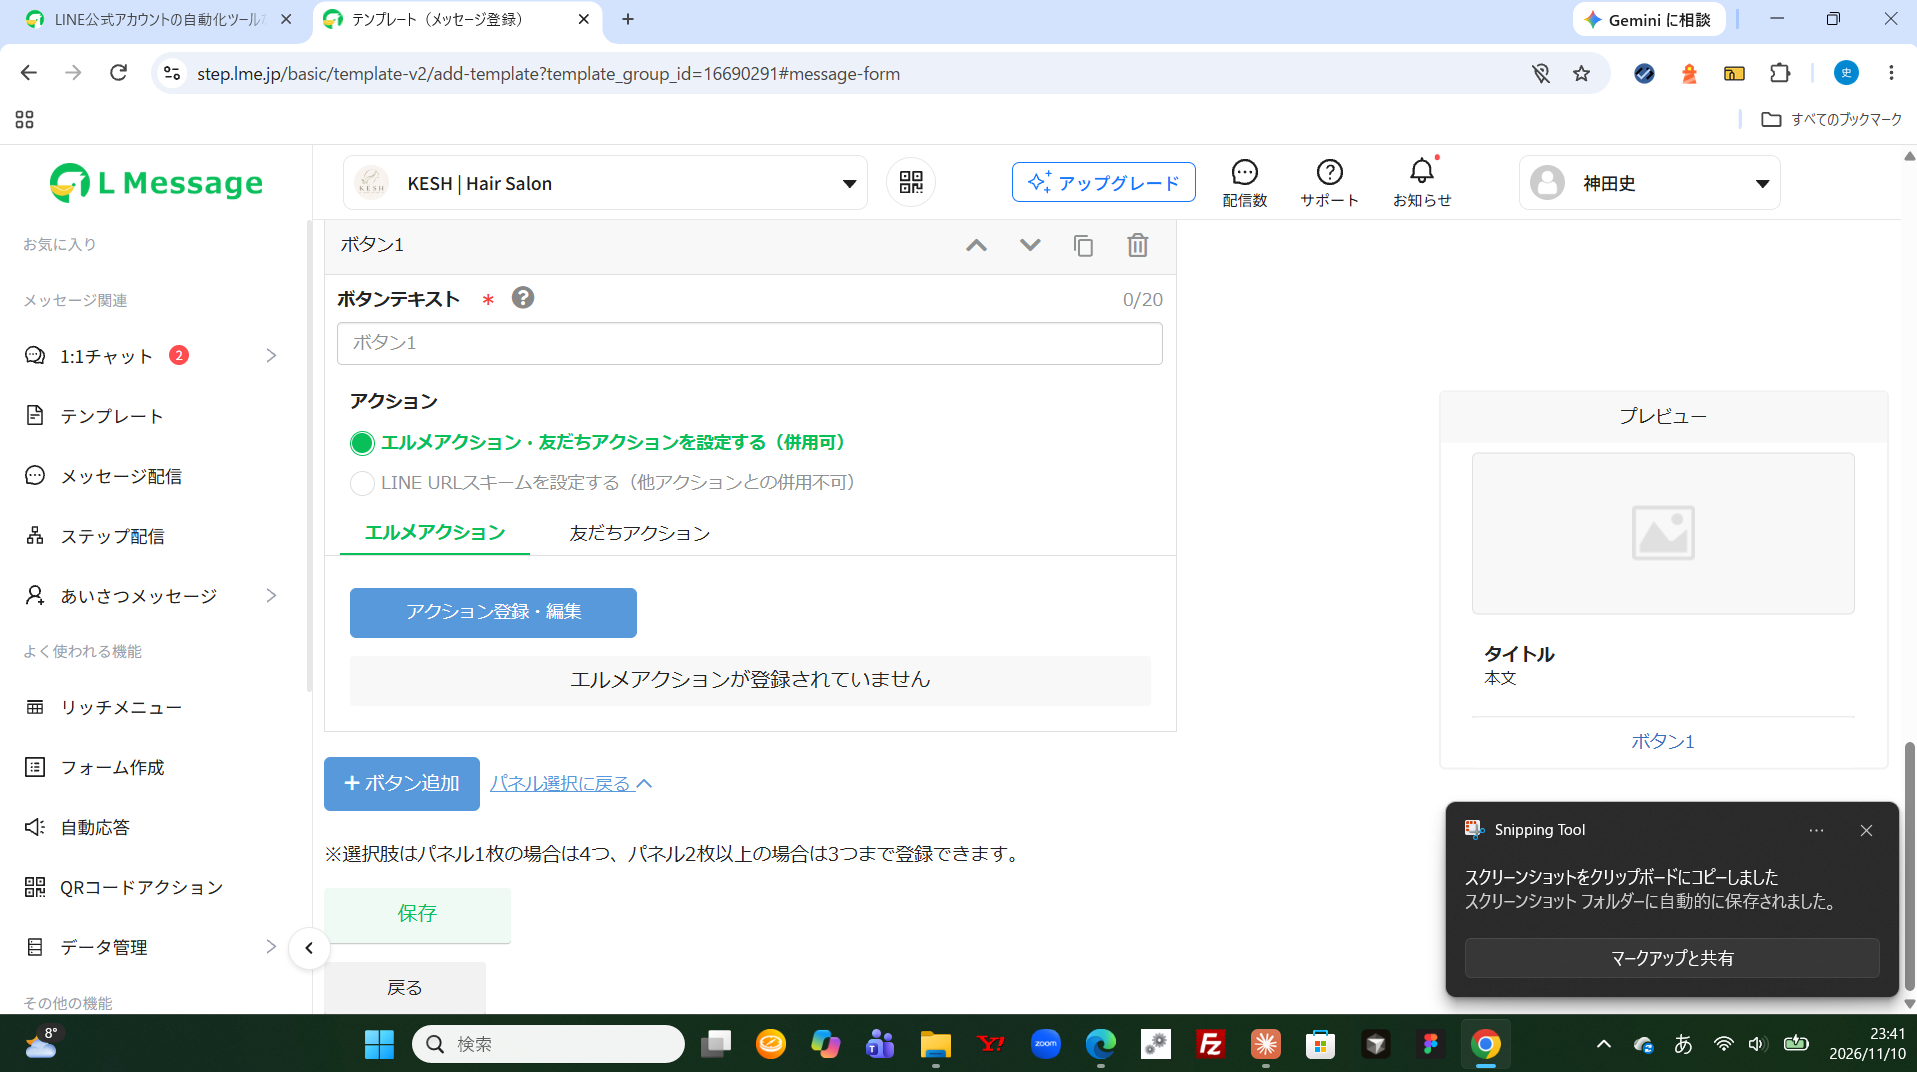 LINE公式アカウントの自動化ツール
テンプレート（メッセージ登録）
Gemini に相談
step.lme.jp/basic/template-v2/add-template?template_group_id=16690291#message-form
史
すべてのブックマーク
L Message
KESH
KESH | Hair Salon
アップグレード
配信数
サポート
お知らせ
神田史
お気に入り
メッセージ関連
1:1チャット 2
テンプレート
メッセージ配信
ステップ配信
あいさつメッセージ
よく使われる機能
リッチメニュー
フォーム作成
自動応答
QRコードアクション
データ管理
その他の機能
ボタン1
ボタンテキスト * ?
0/20
ボタン1
アクション
エルメアクション・友だちアクションを設定する（併用可）
LINE URLスキームを設定する（他アクションとの併用不可）
エルメアクション
友だちアクション
アクション登録・編集
エルメアクションが登録されていません
+ ボタン追加
パネル選択に戻る
※選択肢はパネル1枚の場合は4つ、パネル2枚以上の場合は3つまで登録できます。
保存
戻る
プレビュー
タイトル
本文
ボタン1
Snipping Tool
スクリーンショットをクリップボードにコピーしました
スクリーンショット フォルダーに自動的に保存されました。
マークアップと共有
8°
検索
zoom
Fz
あ
23:41
2026/11/10